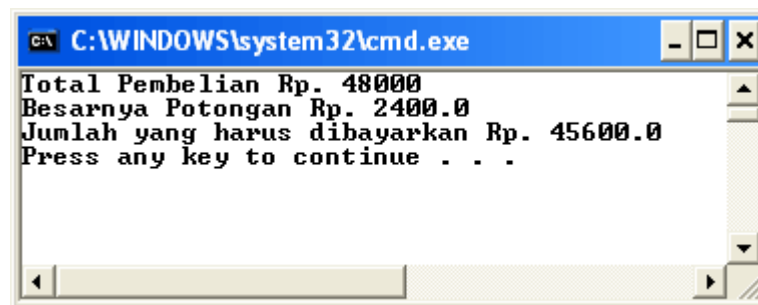 C:\WINDOWS\system32\cmd.exe
Total Pembelian Rp. 48000
Besarnya Potongan Rp. 2400.0
Jumlah yang harus dibayarkan Rp. 45600.0
Press any key to continue . . .